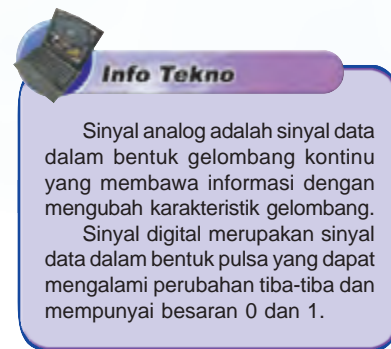 Info Tekno
Sinyal analog adalah sinyal data
dalam bentuk gelombang kontinu
yang membawa informasi dengan
mengubah karakteristik gelombang.
Sinyal digital merupakan sinyal
data dalam bentuk pulsa yang dapat
mengalami perubahan tiba-tiba dan
mempunyai besaran 0 dan 1.